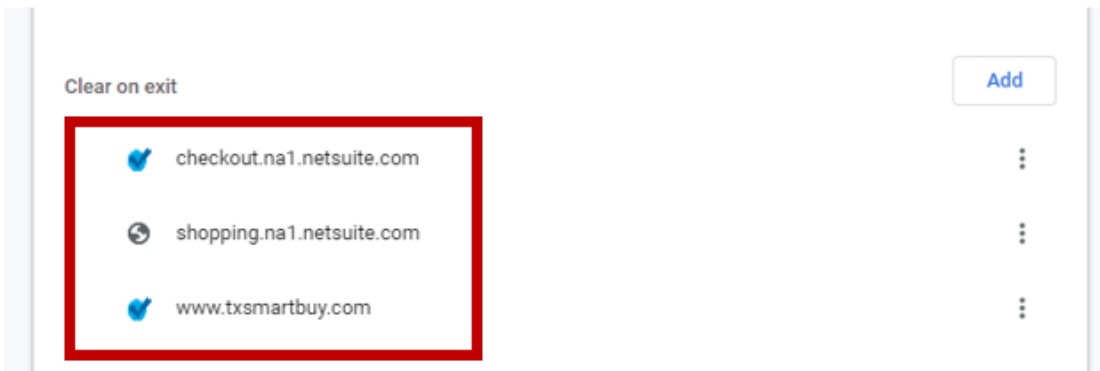 Clear on exit
Add
checkout.na1.netsuite.com
shopping.na1.netsuite.com
www.txsmartbuy.com